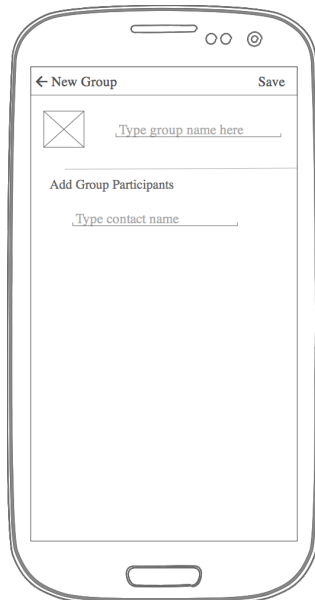 ← New Group Save
Type group name here
Add Group Participants
Type contact name